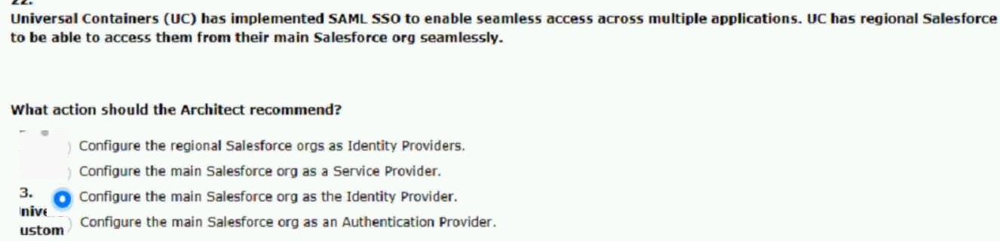 22.
Universal Containers (UC) has implemented SAML SSO to enable seamless access across multiple applications. UC has regional Salesforce
to be able to access them from their main Salesforce org seamlessly.
What action should the Architect recommend?
Configure the regional Salesforce orgs as Identity Providers.
Configure the main Salesforce org as a Service Provider.
3.
Configure the main Salesforce org as the Identity Provider.
nive
Configure the main Salesforce org as an Authentication Provider.
ustom